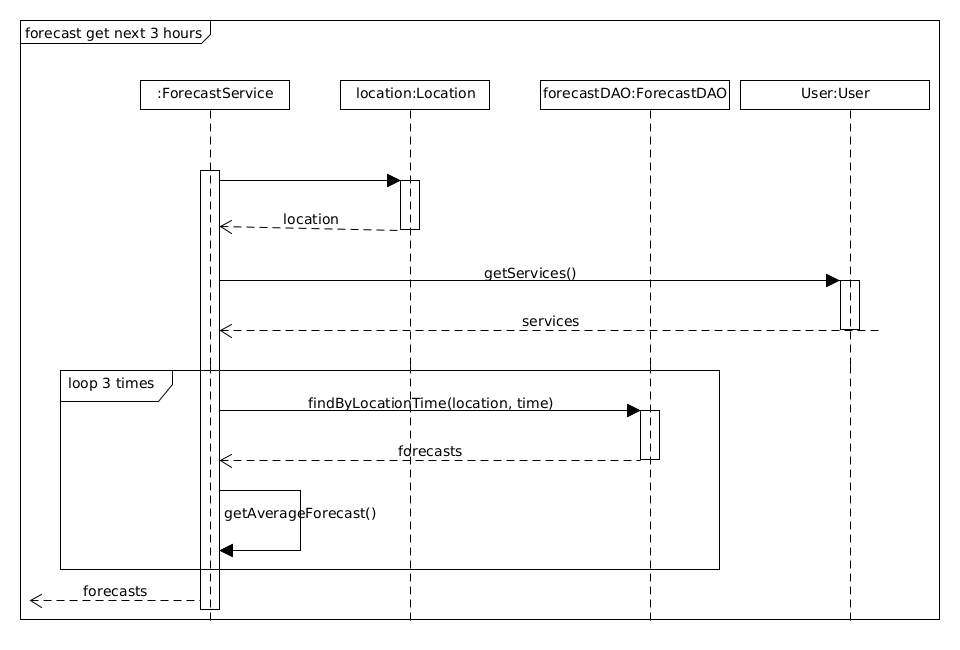 forecast get next 3 hours
:ForecastService
location:Location
forecastDAO:ForecastDAO
User:User
location
getServices()
services
loop 3 times
findByLocationTime(location, time)
forecasts
getAverageForecast()
forecasts